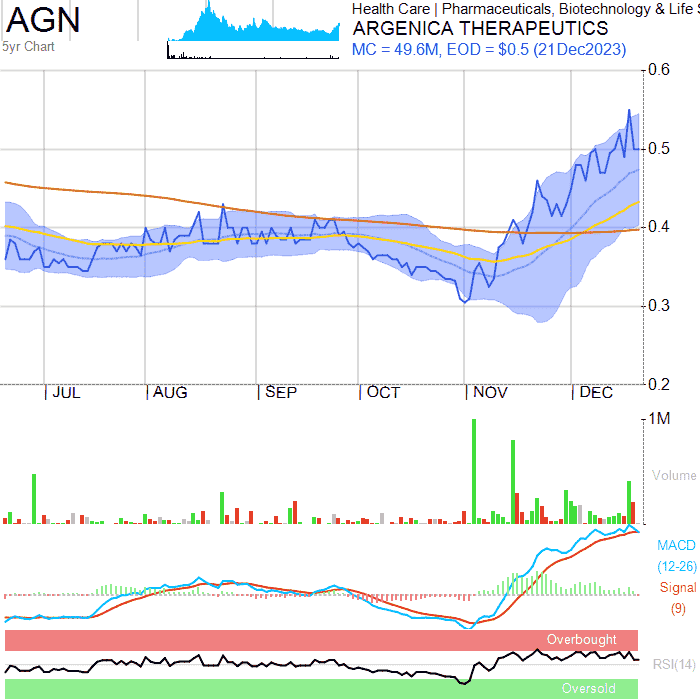 AGN
5yr Chart
Health Care | Pharmaceuticals, Biotechnology & Life S
ARGENICA THERAPEUTICS
MC = 49.6M, EOD = $0.5 (21Dec2023)
0.6
0.5
0.4
0.3
0.2
JUL
AUG
SEP
OCT
NOV
DEC
1M
Volume
MACD
(12-26)
Signal
(9)
Overbought
RSI(14)
Oversold